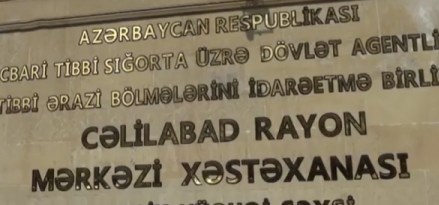 AZƏRBAYCAN RESPUBLİKASI
CBARİ TİBBİ SIĞORTA ÜZRƏ DÖVLƏT AGENTLİ
TİBBİ ƏRAZİ BÖLMƏLƏRİNİ İDARƏETMƏ BİRLİ
CƏLİLABAD RAYON
MƏRKƏZİ XƏSTƏXANASI